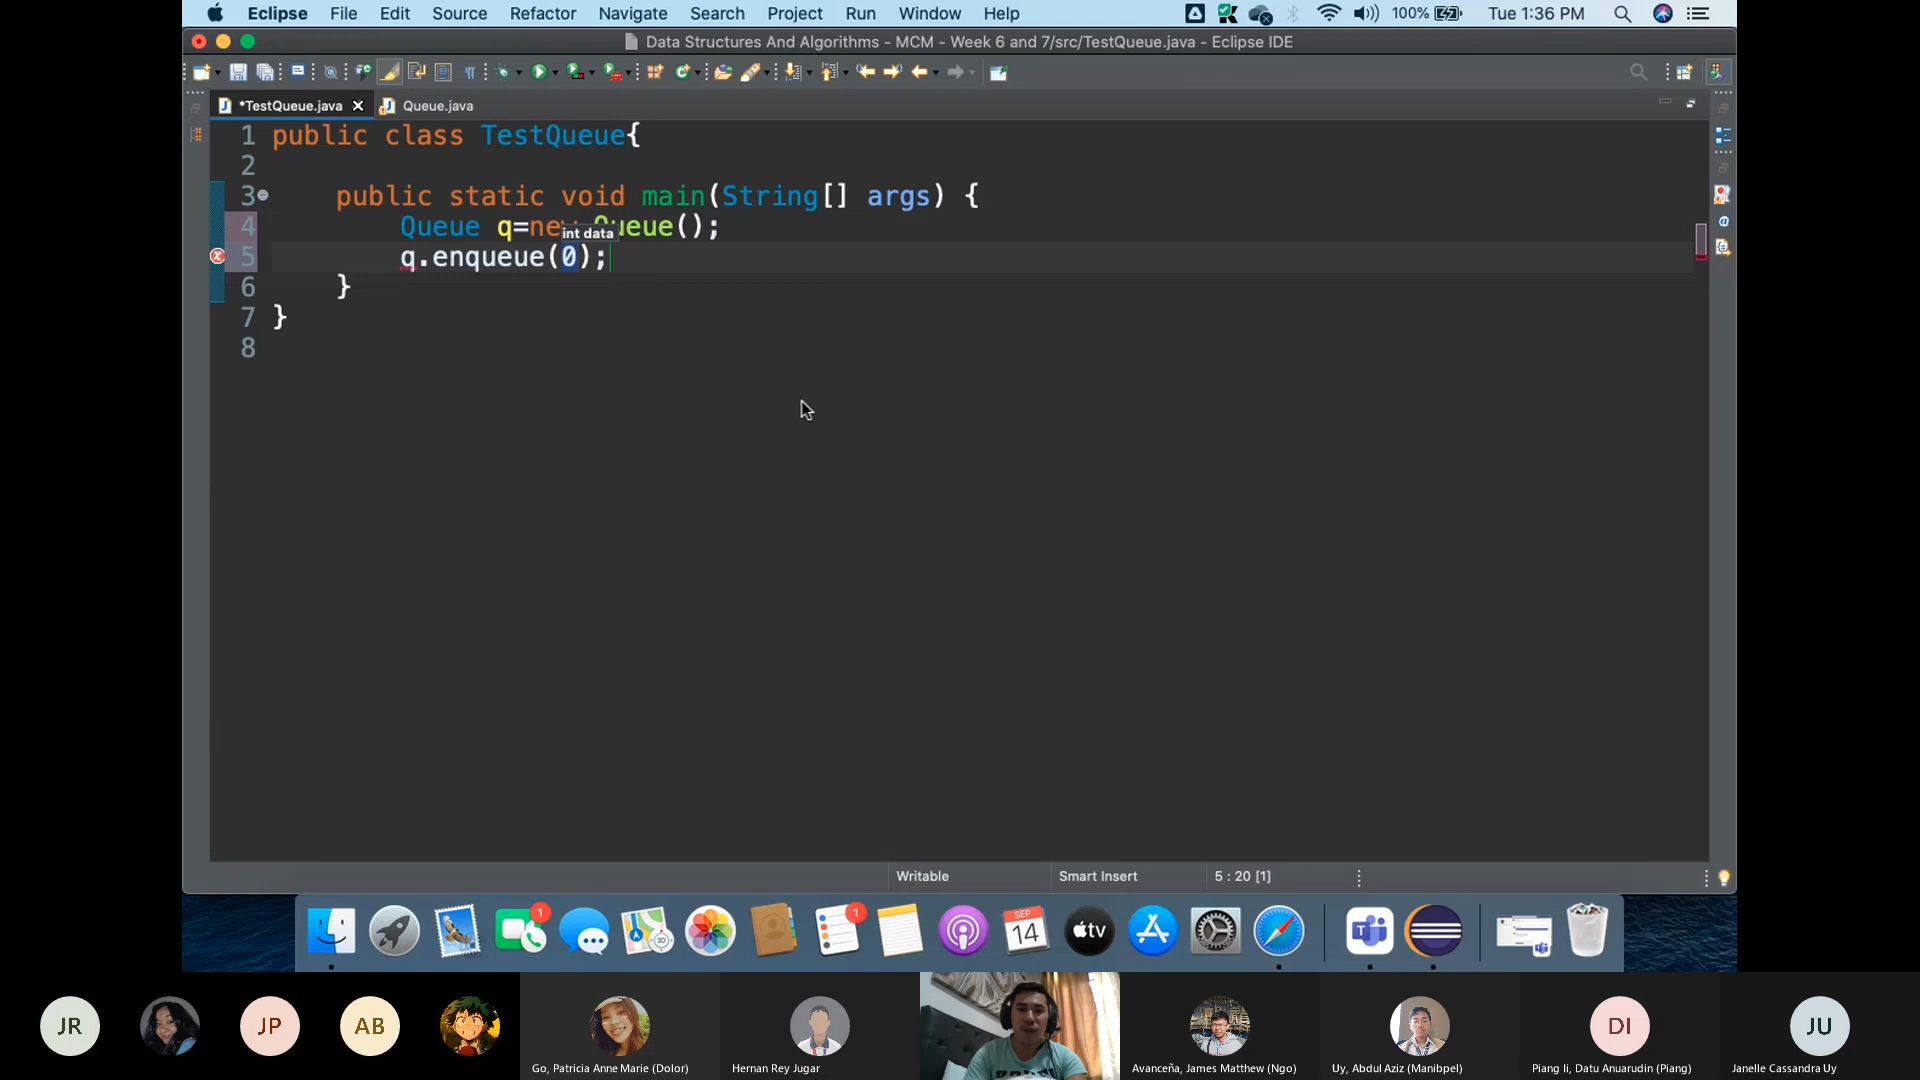 Eclipse File Edit Source Refactor Navigate Search Project Run Window Help 100% Tue 1:36 PM
Data Structures And Algorithms - MCM - Week 6 and 7/src/TestQueue.java - Eclipse IDE
*TestQueue.java Queue.java
1 public class TestQueue{
2
3 public static void main(String[] args) {
4 Queue q=new Queue();
int data
5 q.enqueue(0);
6 }
7 }
8
Writable Smart Insert 5 : 20 [1]
1 1 SEP
14 tv
JR JP AB DI JU
Go, Patricia Anne Marie (Dolor) Hernan Rey Jugar Avanceña, James Matthew (Ngo) Uy, Abdul Aziz (Manibpel) Piang Ii, Datu Anuarudin (Piang) Janelle Cassandra Uy